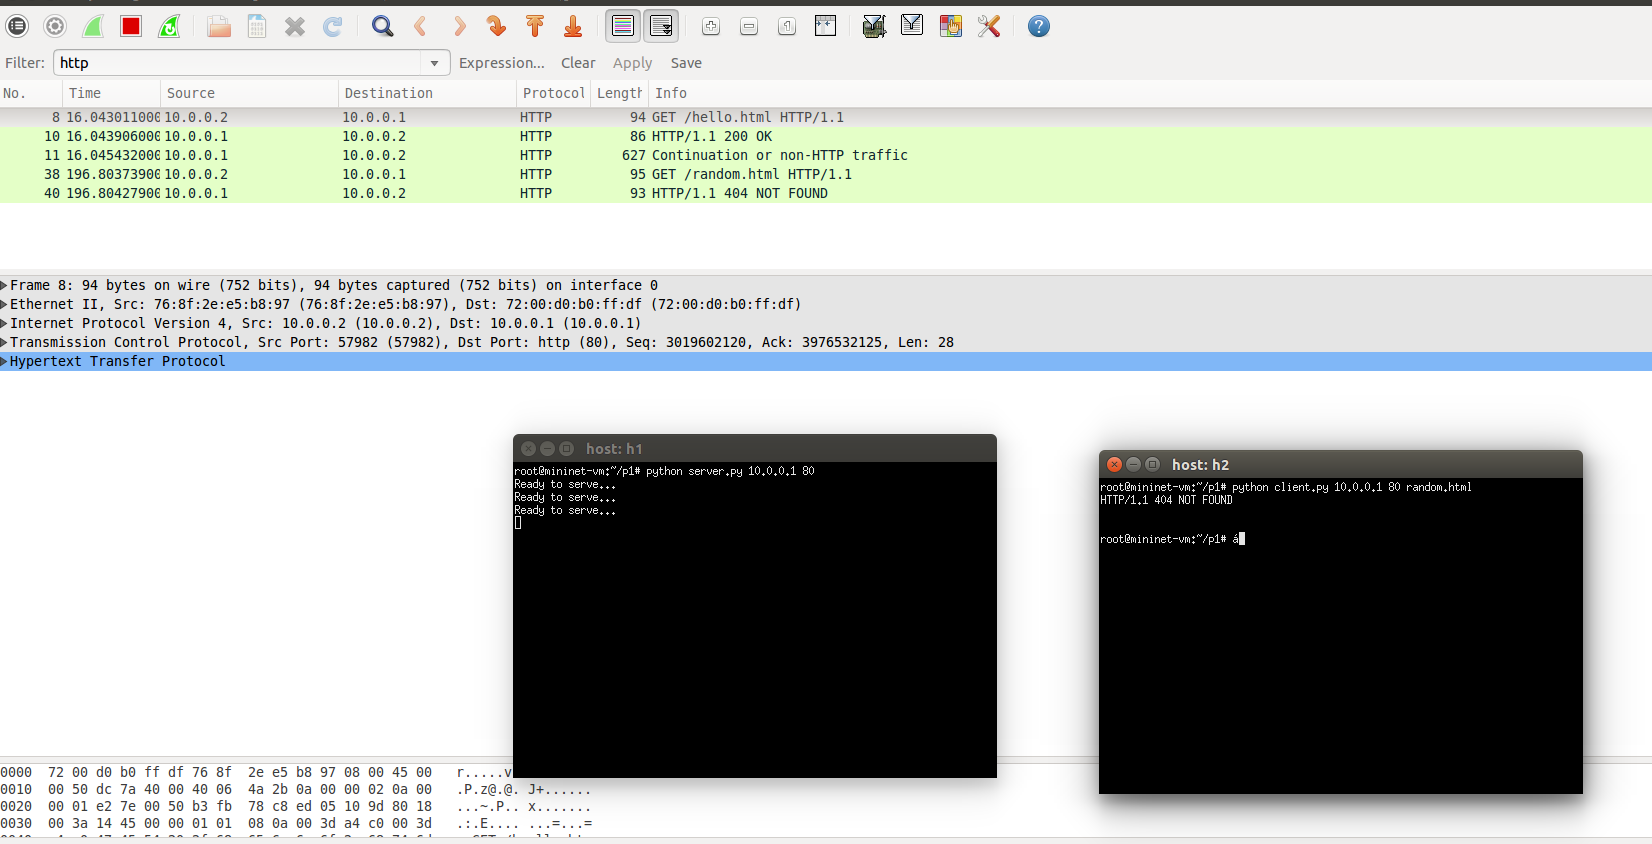 Filter: http Expression... Clear Apply Save
No. Time Source Destination Protocol Length Info
8 16.043011000 10.0.0.2 10.0.0.1 HTTP 94 GET /hello.html HTTP/1.1
10 16.043906000 10.0.0.1 10.0.0.2 HTTP 86 HTTP/1.1 200 OK
11 16.045432000 10.0.0.1 10.0.0.2 HTTP 627 Continuation or non-HTTP traffic
38 196.80373900 10.0.0.2 10.0.0.1 HTTP 95 GET /random.html HTTP/1.1
40 196.80427900 10.0.0.1 10.0.0.2 HTTP 93 HTTP/1.1 404 NOT FOUND
Frame 8: 94 bytes on wire (752 bits), 94 bytes captured (752 bits) on interface 0
Ethernet II, Src: 76:8f:2e:e5:b8:97 (76:8f:2e:e5:b8:97), Dst: 72:00:d0:b0:ff:df (72:00:d0:b0:ff:df)
Internet Protocol Version 4, Src: 10.0.0.2 (10.0.0.2), Dst: 10.0.0.1 (10.0.0.1)
Transmission Control Protocol, Src Port: 57982 (57982), Dst Port: http (80), Seq: 3019602120, Ack: 3976532125, Len: 28
Hypertext Transfer Protocol
host: h1
root@mininet-vm:~/p1# python server.py 10.0.0.1 80
Ready to serve...
Ready to serve...
Ready to serve...
host: h2
root@mininet-vm:~/p1# python client.py 10.0.0.1 80 random.html
HTTP/1.1 404 NOT FOUND
root@mininet-vm:~/p1# á
0000 72 00 d0 b0 ff df 76 8f 2e e5 b8 97 08 00 45 00 r.....v
0010 00 50 dc 7a 40 00 40 06 4a 2b 0a 00 00 02 0a 00 .P.z@.@. J+......
0020 00 01 e2 7e 00 50 b3 fb 78 c8 ed 05 10 9d 80 18 ...~.P.. x.......
0030 00 3a 14 45 00 00 01 01 08 0a 00 3d a4 c0 00 3d .:.E.... ...=...=